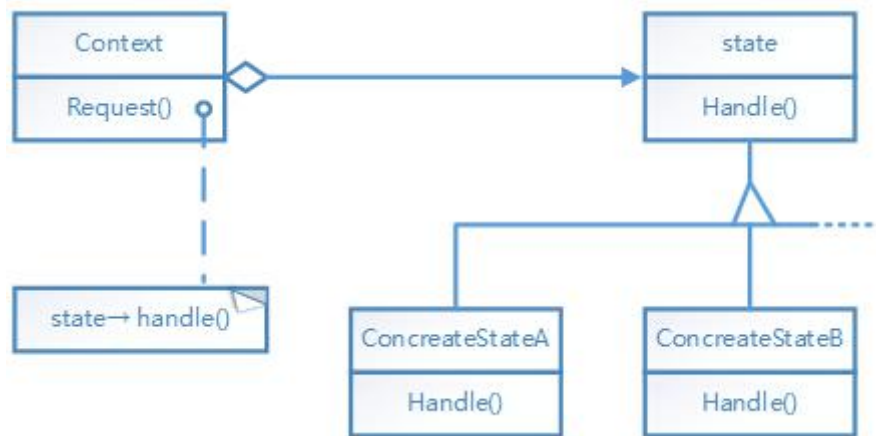 Context
Request()
state
Handle()
state→ handle()
ConcreateStateA
Handle()
ConcreateStateB
Handle()